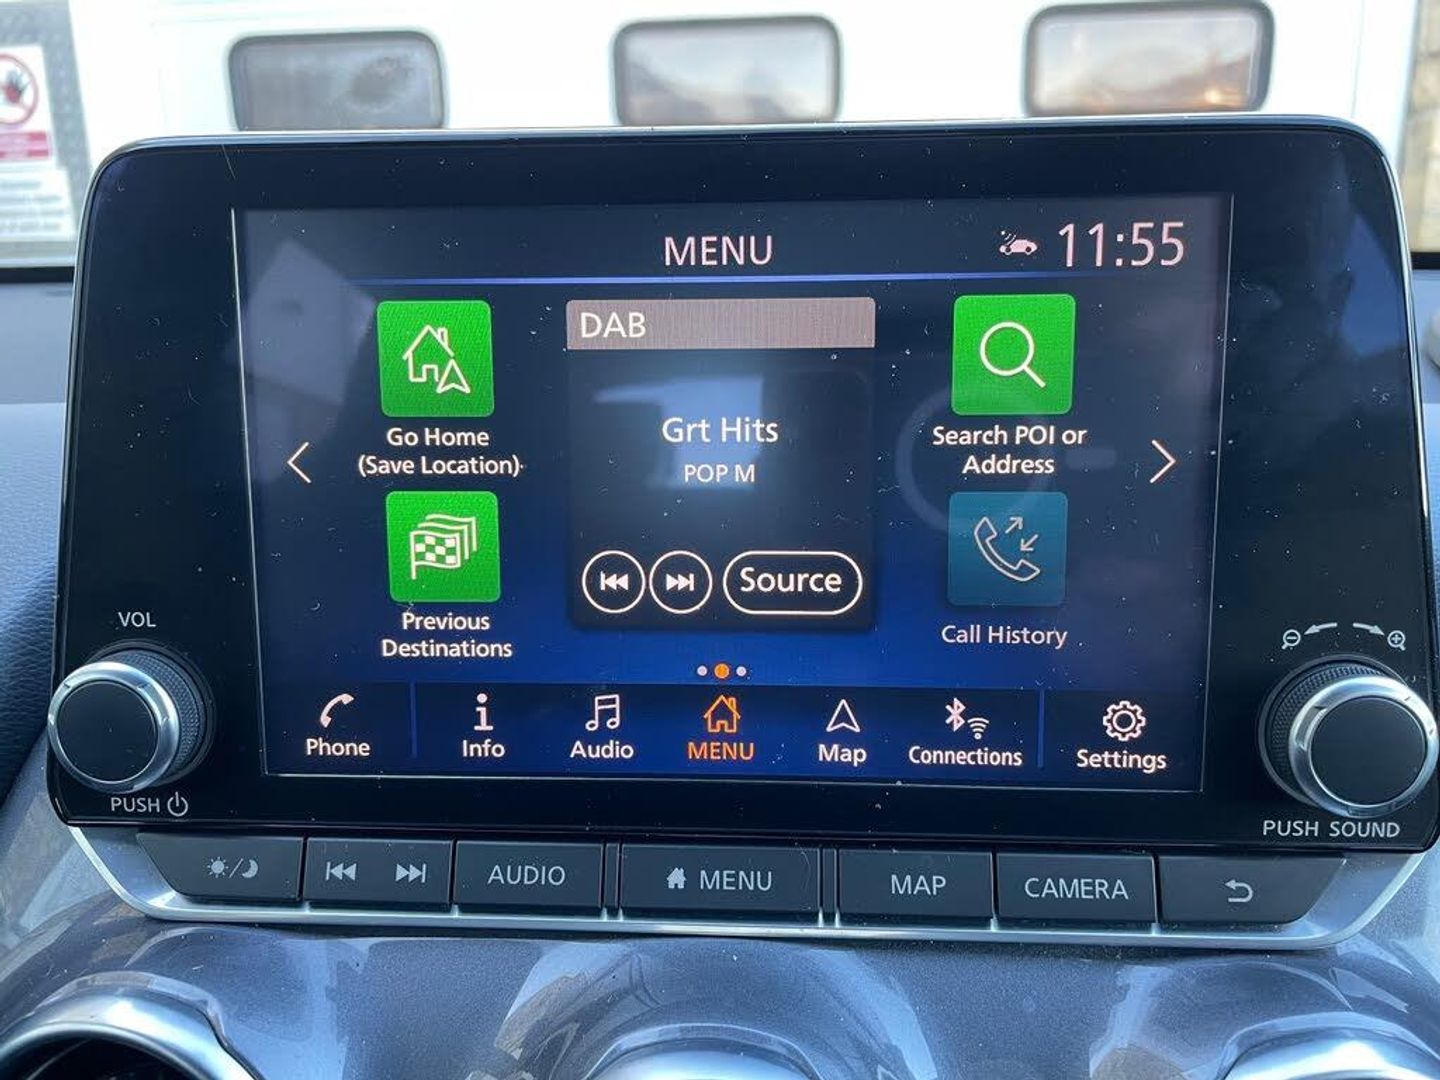 MENU
11:55
DAB
Grt Hits
POP M
Source
Go Home
(Save Location)
Previous
Destinations
Search POI or
Address
Call History
Phone
Info
Audio
MENU
Map
Connections
Settings
VOL
PUSH
PUSH SOUND
AUDIO
MENU
MAP
CAMERA